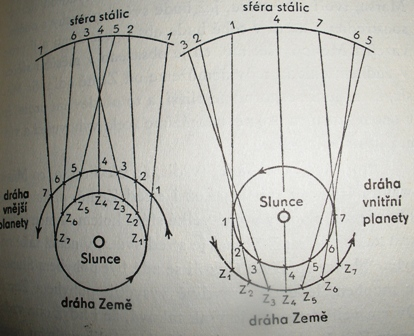 sféra stálic
7 6 3 4 5 2 1
7 6 5 4 3 2 1
Z7 Z6 Z5 Z4 Z3 Z2 Z1
dráha
vnější
planety
Slunce
dráha Země
sféra stálic
3 2 1 4 7 6 5
Slunce
dráha
vnitřní
planety
1 2 3 4 5 6 7
Z1 Z2 Z3 Z4 Z5 Z6 Z7
dráha Země